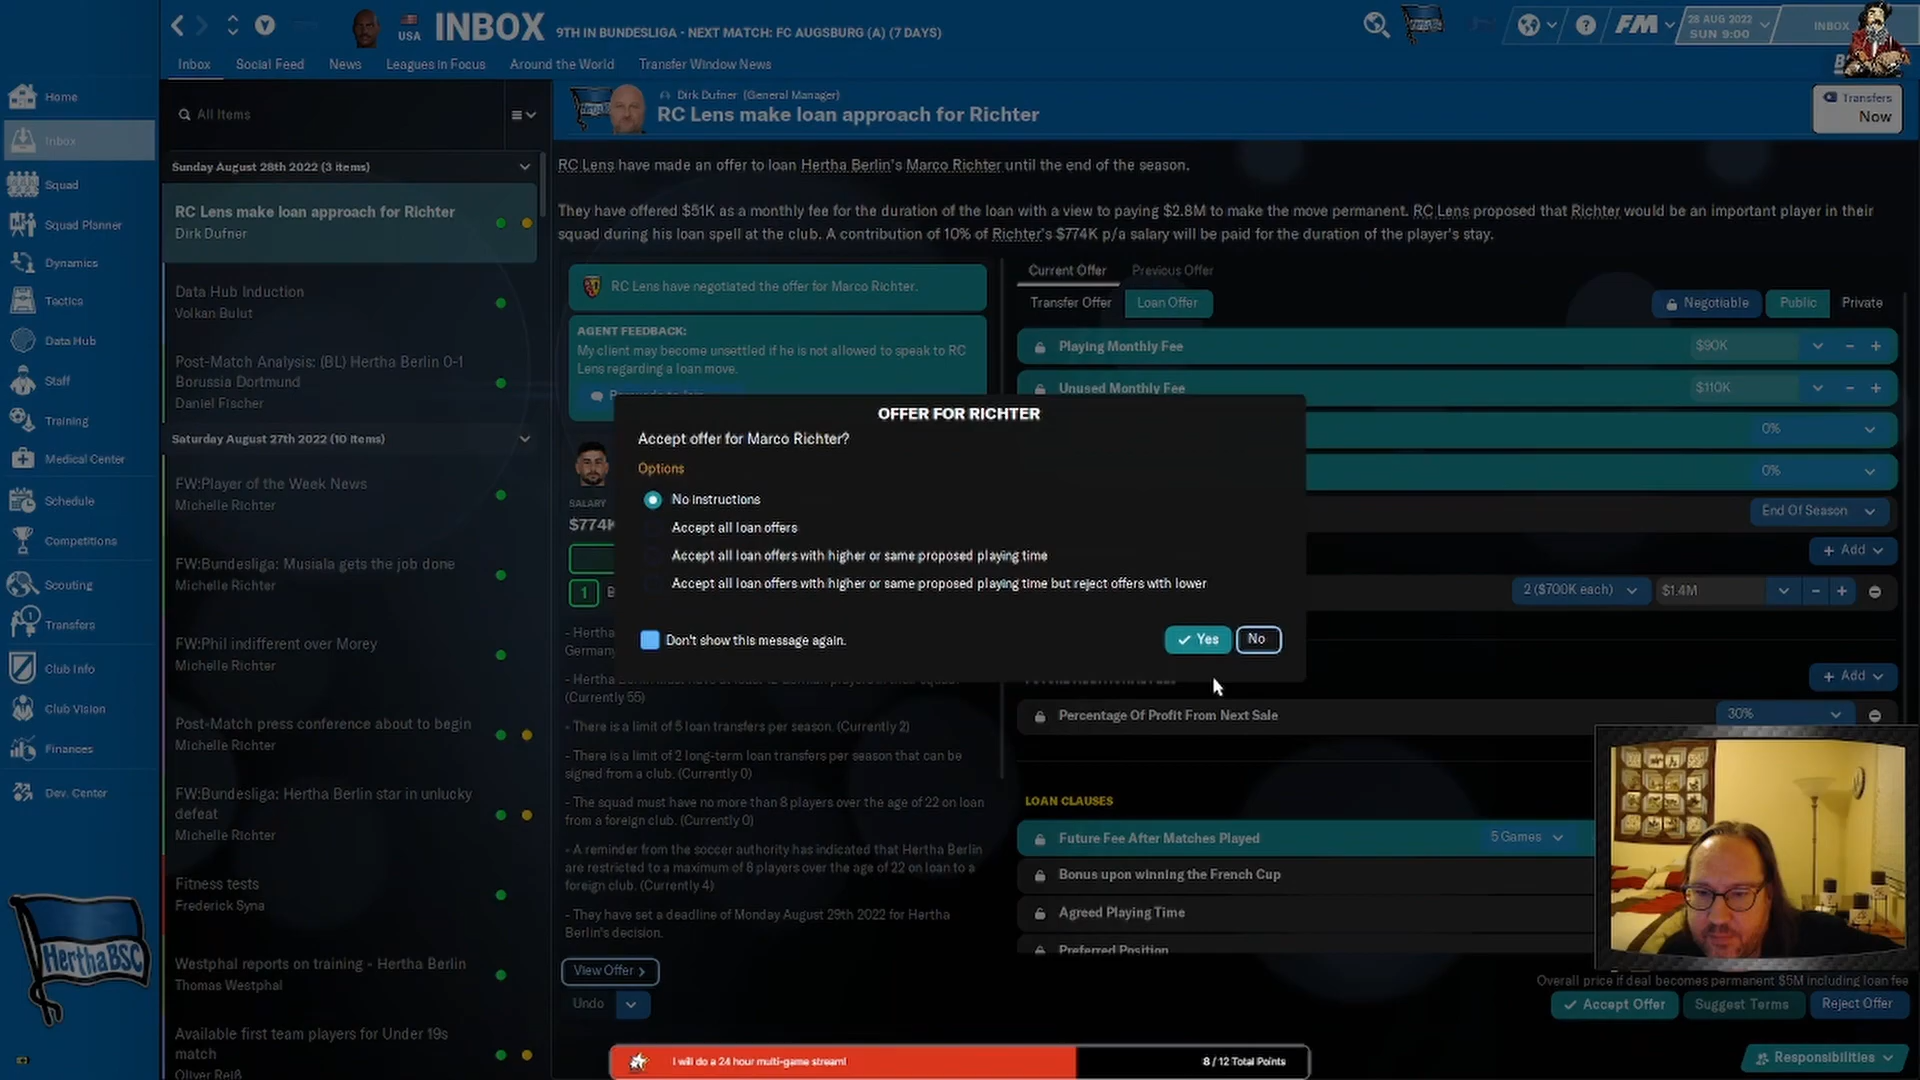 USA
INBOX
9TH IN BUNDESLIGA - NEXT MATCH: FC AUGSBURG (A) (7 DAYS)
FM
28 AUG 2022
SUN 9:00
INBOX
Inbox
Social Feed
News
Leagues in Focus
Around the World
Transfer Window News
Home
Inbox
Squad
Squad Planner
Dynamics
Tactics
Data Hub
Staff
Training
Medical Center
Schedule
Competitions
Scouting
Transfers
Club Info
Club Vision
Finances
Dev. Center
HerthaBSC
All Items
Sunday August 28th 2022 (3 items)
RC Lens make loan approach for Richter
Dirk Dufner
Data Hub Induction
Volkan Bulut
Post-Match Analysis: (BL) Hertha Berlin 0-1
Borussia Dortmund
Daniel Fischer
Saturday August 27th 2022 (10 Items)
FW:Player of the Week News
Michelle Richter
FW:Bundesliga: Musiala gets the job done
Michelle Richter
FW:Phil indifferent over Morey
Michelle Richter
Post-Match press conference about to begin
Michelle Richter
FW:Bundesliga: Hertha Berlin star in unlucky
defeat
Michelle Richter
Fitness tests
Frederick Syna
Westphal reports on training - Hertha Berlin
Thomas Westphal
Available first team players for Under 19s
match
Oliver Reiß
Dirk Dufner (General Manager)
RC Lens make loan approach for Richter
Transfers
Now
RC Lens have made an offer to loan Hertha Berlin's Marco Richter until the end of the season.
They have offered $51K as a monthly fee for the duration of the loan with a view to paying $2.8M to make the move permanent. RC Lens proposed that Richter would be an important player in their
squad during his loan spell at the club. A contribution of 10% of Richter's $774K p/a salary will be paid for the duration of the player's stay.
RC Lens have negotiated the offer for Marco Richter.
AGENT FEEDBACK:
My client may become unsettled if he is not allowed to speak to RC
Lens regarding a loan move.
SALARY
$774K
1
- Hertha
Germany
(Currently 55)
- There is a limit of 5 loan transfers per season. (Currently 2)
- There is a limit of 2 long-term loan transfers per season that can be
signed from a club. (Currently 0)
- The squad must have no more than 8 players over the age of 22 on loan
from a foreign club. (Currently 0)
- A reminder from the soccer authority has indicated that Hertha Berlin
are restricted to a maximum of 8 players over the age of 22 on loan to a
foreign club. (Currently 4)
- They have set a deadline of Monday August 29th 2022 for Hertha
Berlin's decision.
View Offer
Undo
Current Offer
Previous Offer
Transfer Offer
Loan Offer
Negotiable
Public
Private
Playing Monthly Fee
$90K
Unused Monthly Fee
$110K
0%
0%
End Of Season
+ Add
2 ($700K each)
$1.4M
+ Add
Percentage Of Profit From Next Sale
30%
LOAN CLAUSES
Future Fee After Matches Played
5 Games
Bonus upon winning the French Cup
Agreed Playing Time
Preferred Position
Overall price if deal becomes permanent $5M including loan fee
Accept Offer
Suggest Terms
Reject Offer
Responsibilities
OFFER FOR RICHTER
Accept offer for Marco Richter?
Options
No instructions
Accept all loan offers
Accept all loan offers with higher or same proposed playing time
Accept all loan offers with higher or same proposed playing time but reject offers with lower
Don't show this message again.
Yes
No
I will do a 24 hour multi-game stream!
8 / 12 Total Points